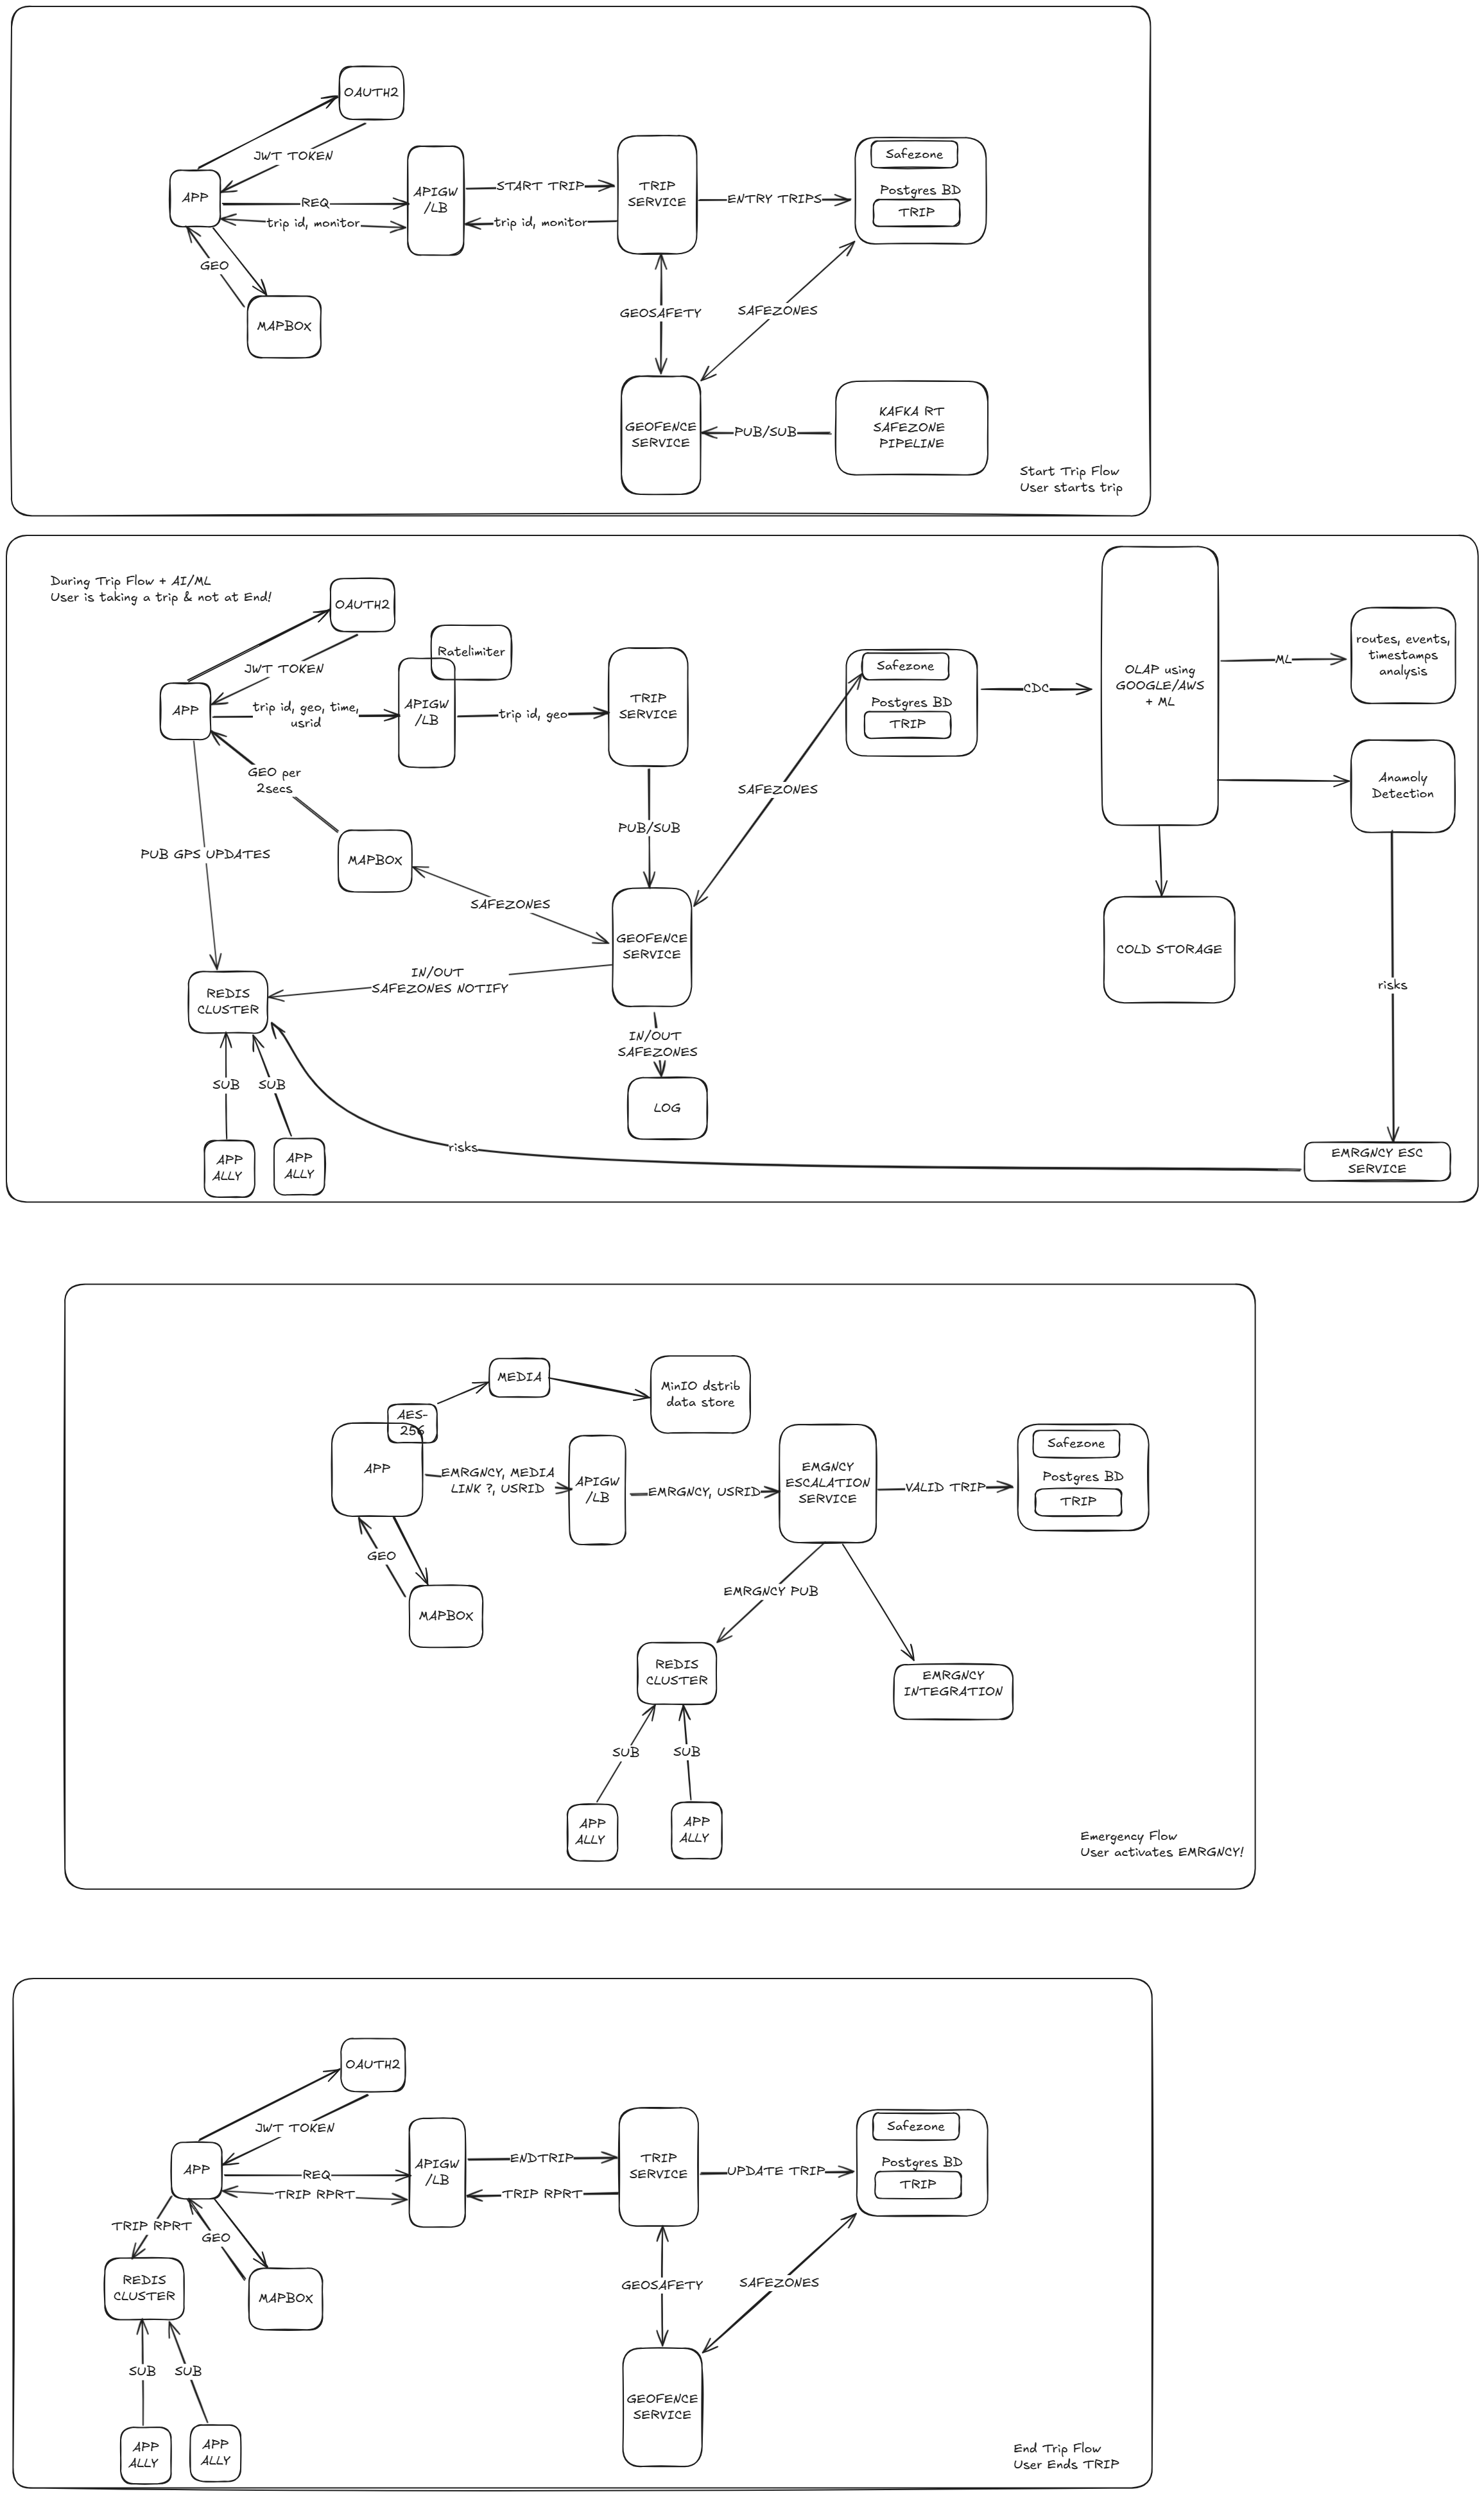 OAUTH2
JWT TOKEN
APP
REQ
trip id, monitor
GEO
MAPBOX
APIGW
/LB
START TRIP
trip id, monitor
TRIP
SERVICE
ENTRY TRIPS
Safezone
Postgres BD
TRIP
GEOSAFETY
SAFEZONES
GEOFENCE
SERVICE
PUB/SUB
KAFKA RT
SAFEZONE
PIPELINE
Start Trip Flow
User starts trip
During Trip Flow + AI/ML
User is taking a trip & not at End!
OAUTH2
JWT TOKEN
APP
trip id, geo, time,
usrid
Ratelimiter
APIGW
/LB
trip id, geo
TRIP
SERVICE
GEO per
2secs
MAPBOX
PUB GPS UPDATES
PUB/SUB
SAFEZONES
SAFEZONES
Safezone
Postgres BD
TRIP
CDC
OLAP using
GOOGLE/AWS
+ ML
ML
routes, events,
timestamps
analysis
Anamoly
Detection
COLD STORAGE
risks
GEOFENCE
SERVICE
IN/OUT
SAFEZONES NOTIFY
REDIS
CLUSTER
IN/OUT
SAFEZONES
LOG
SUB
SUB
APP
ALLY
APP
ALLY
risks
EMRGNCY ESC
SERVICE
MEDIA
MinIO dstrib
data store
AES-
256
APP
EMRGNCY, MEDIA
LINK ?, USRID
APIGW
/LB
EMRGNCY, USRID
EMGNCY
ESCALATION
SERVICE
VALID TRIP
Safezone
Postgres BD
TRIP
GEO
MAPBOX
EMRGNCY PUB
REDIS
CLUSTER
EMRGNCY
INTEGRATION
SUB
SUB
APP
ALLY
APP
ALLY
Emergency Flow
User activates EMRGNCY!
OAUTH2
JWT TOKEN
APP
REQ
TRIP RPRT
APIGW
/LB
ENDTRIP
TRIP RPRT
TRIP
SERVICE
UPDATE TRIP
Safezone
Postgres BD
TRIP
TRIP RPRT
GEO
REDIS
CLUSTER
MAPBOX
GEOSAFETY
SAFEZONES
SUB
SUB
APP
ALLY
APP
ALLY
GEOFENCE
SERVICE
End Trip Flow
User Ends TRIP